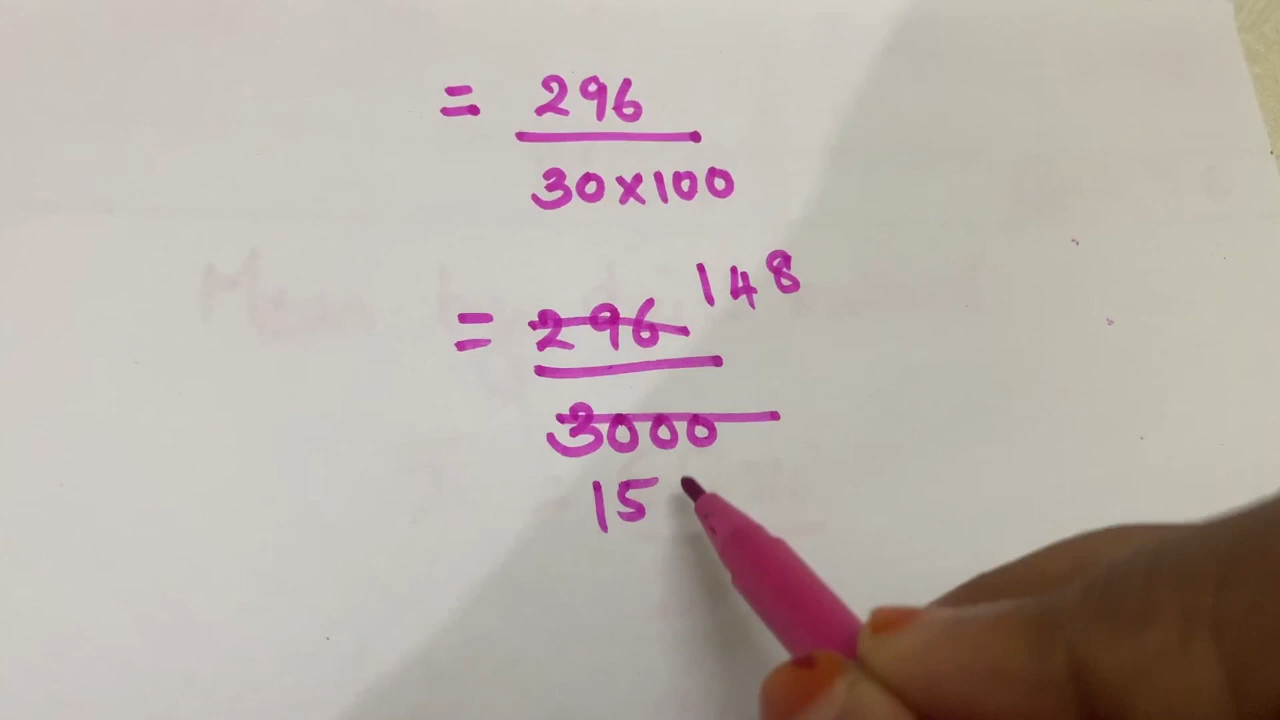 = 296
30×100
= 296 148
3000
15